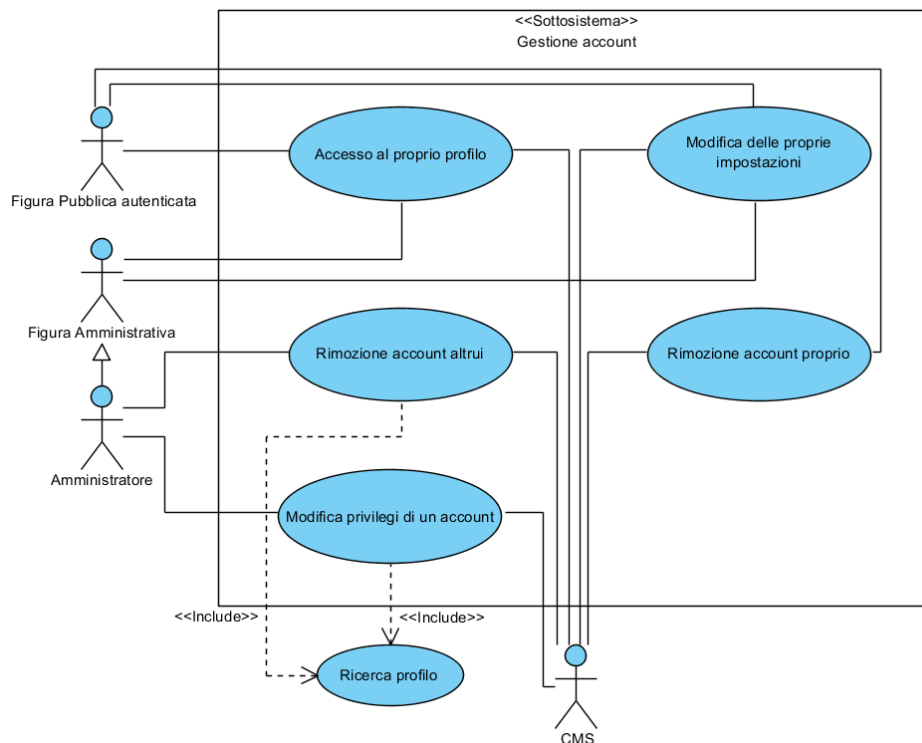 <<Sottosistema>>
Gestione account
Accesso al proprio profilo
Modifica delle proprie
impostazioni
Figura Pubblica autenticata
Figura Amministrativa
Rimozione account altrui
Rimozione account proprio
Amministratore
Modifica privilegi di un account
<<Include>>
<<Include>>
Ricerca profilo
CMS